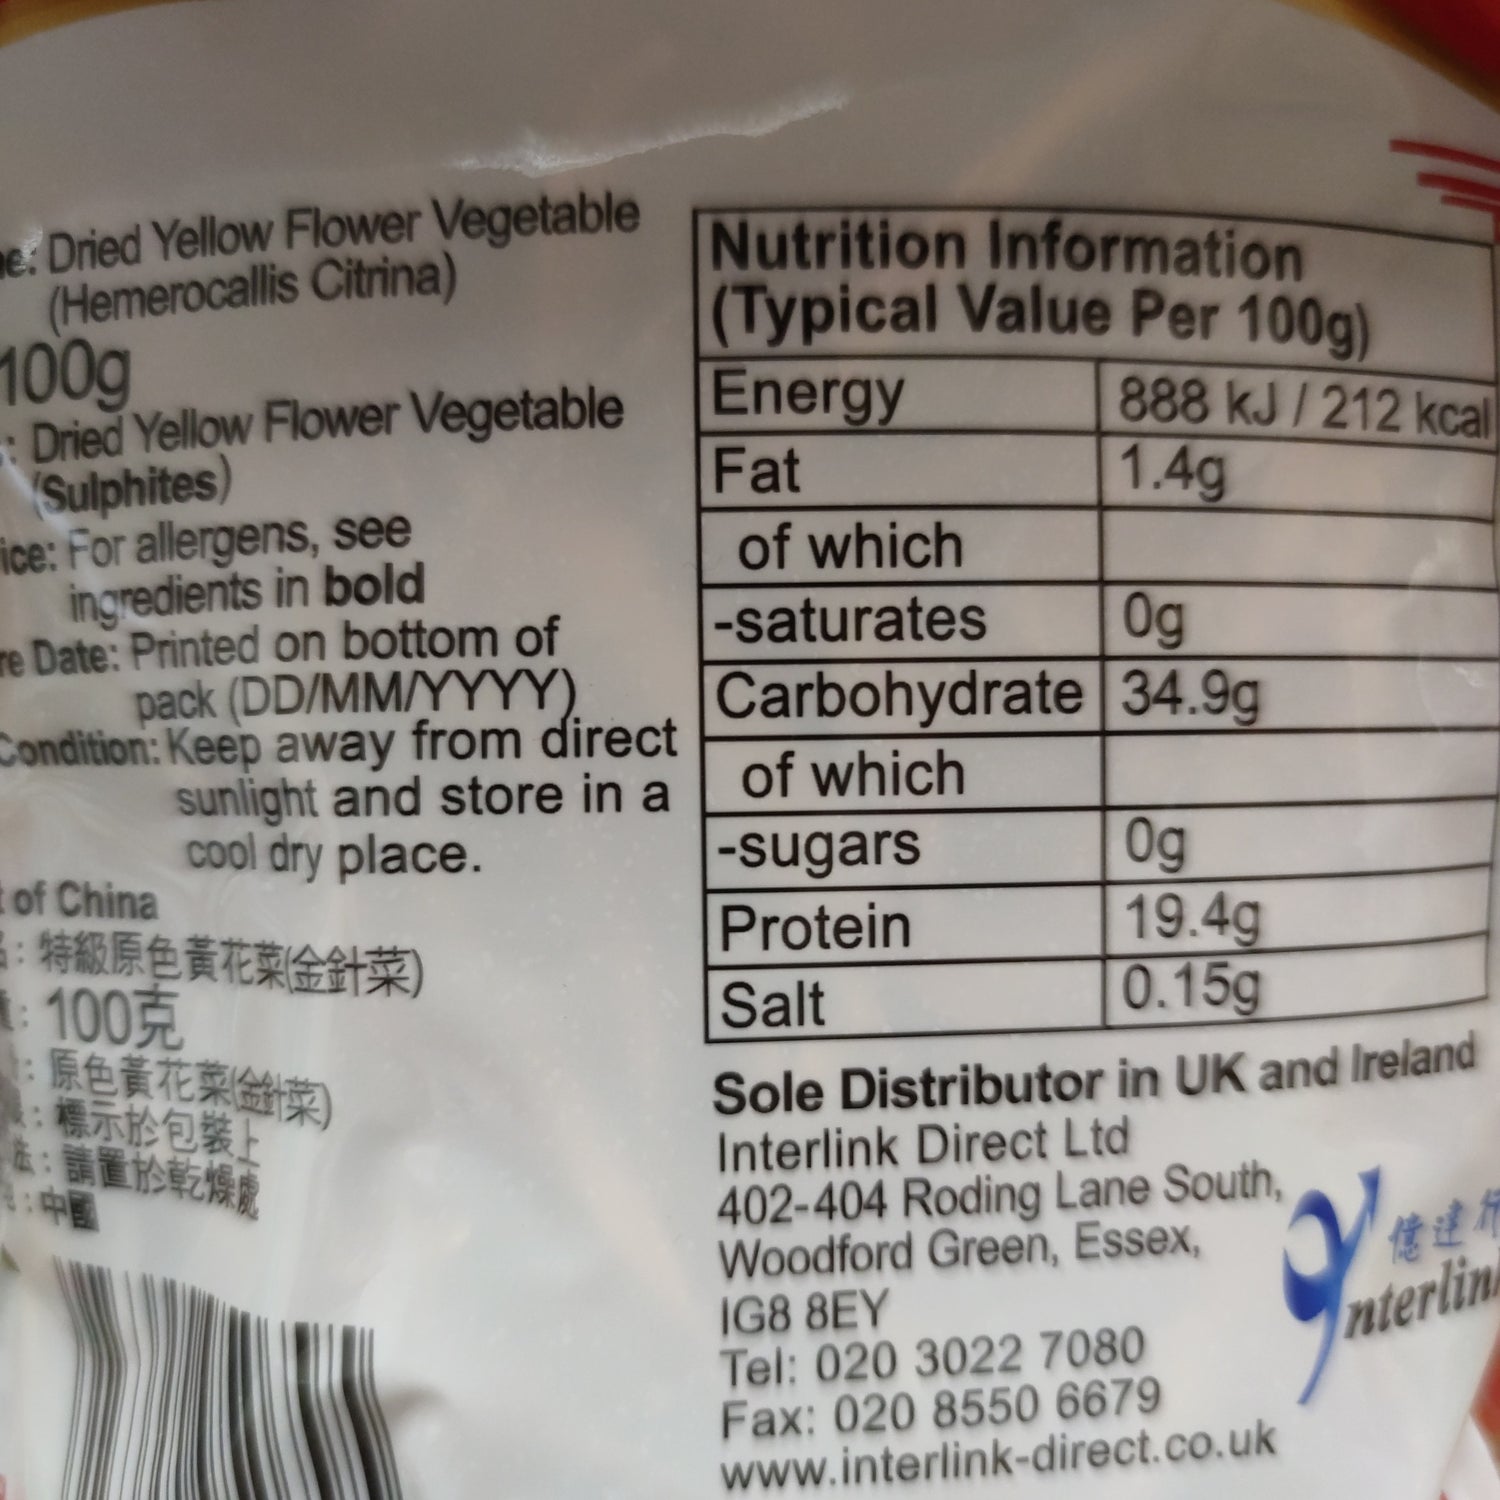 Dried Yellow Flower Vegetable
(Hemerocallis Citrina)
100g
: Dried Yellow Flower Vegetable
(Sulphites)
For allergens, see
ingredients in bold
Date: Printed on bottom of
pack (DD/MM/YYYY)
Condition: Keep away from direct
sunlight and store in a
cool dry place.
of China
: 特級原色黃花菜(金針菜)
: 100克
: 原色黃花菜(金針菜)
: 標示於包裝上
法: 請置於乾燥處
: 中國
Nutrition Information
(Typical Value Per 100g)
Energy 888 kJ / 212 kcal
Fat 1.4g
of which
-saturates 0g
Carbohydrate 34.9g
of which
-sugars 0g
Protein 19.4g
Salt 0.15g
Sole Distributor in UK and Ireland
Interlink Direct Ltd
402-404 Roding Lane South,
Woodford Green, Essex,
IG8 8EY
Tel: 020 3022 7080
Fax: 020 8550 6679
www.interlink-direct.co.uk
億達行